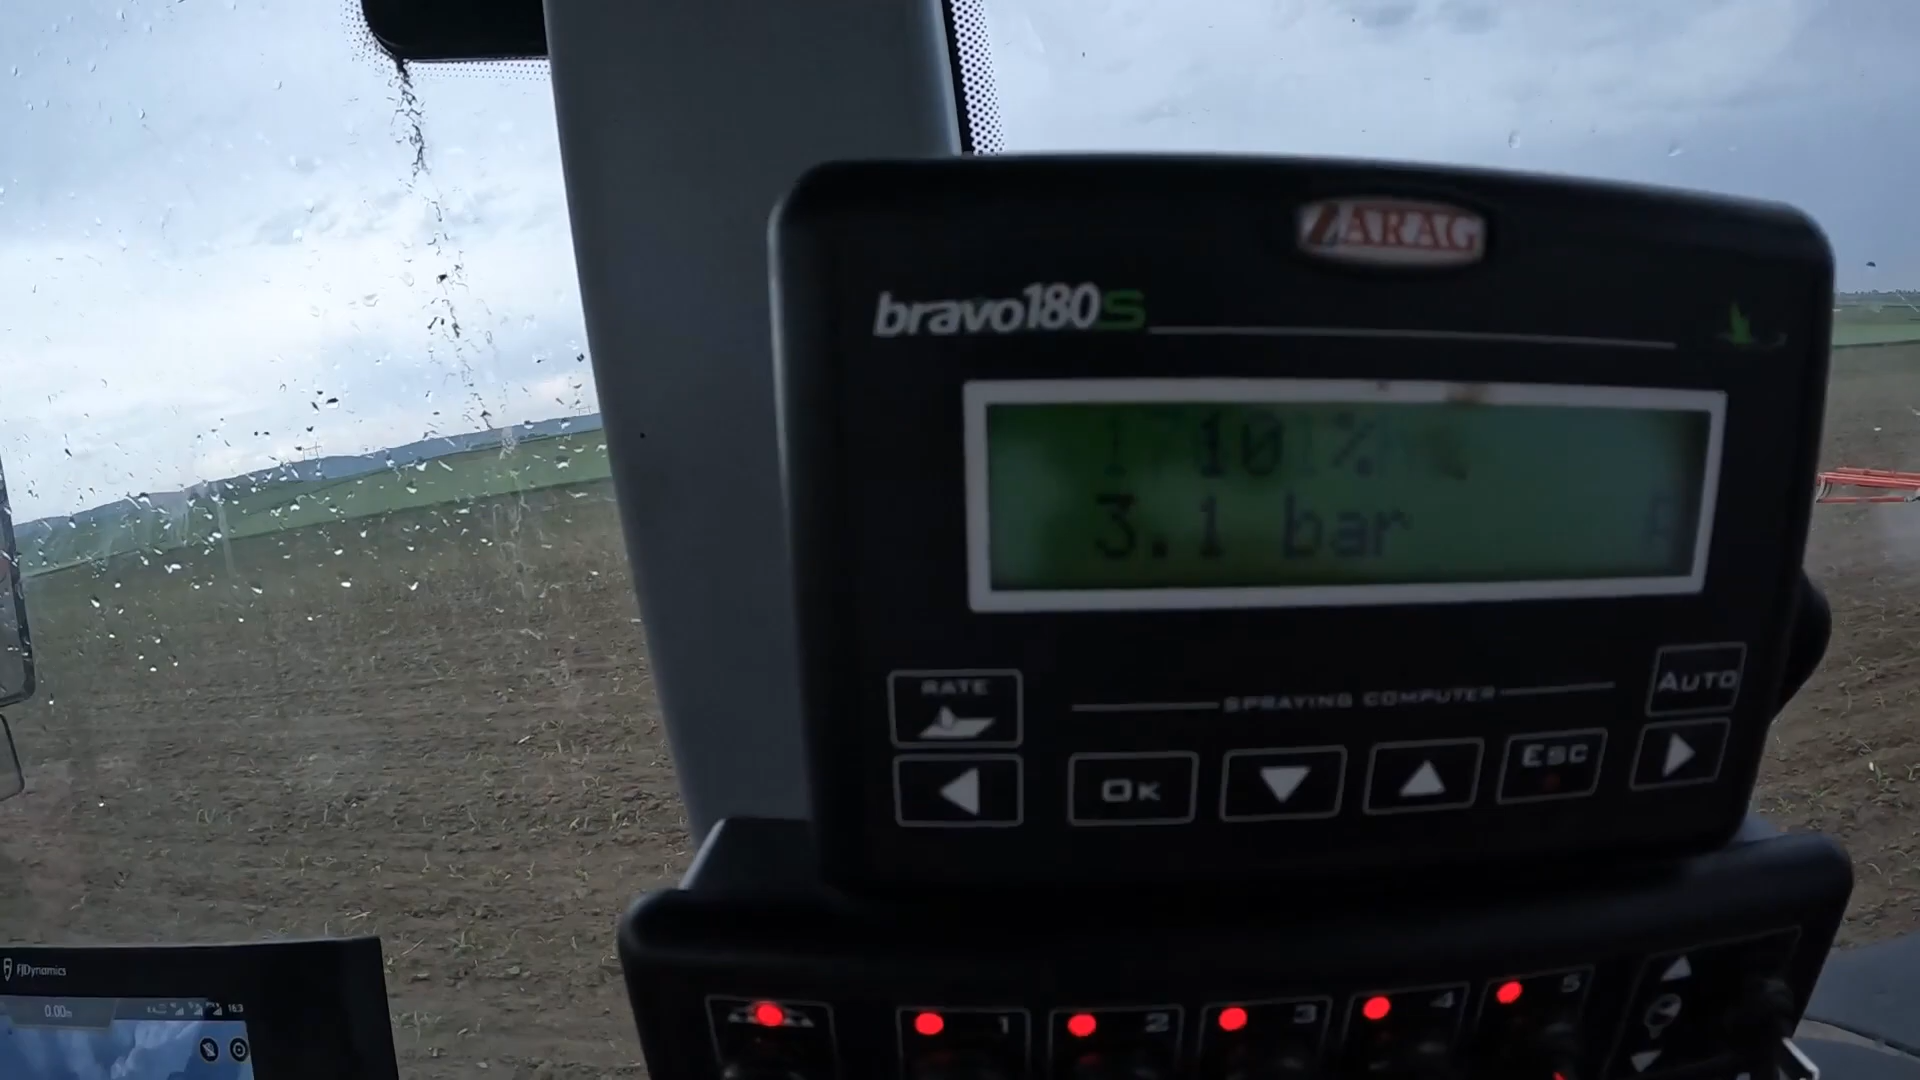 ARAG
bravo180S
3.1 bar
RATE
SPRAYING COMPUTER
AUTO
OK
ESC
FJDynamics
0.00m
1
2
3
4
5